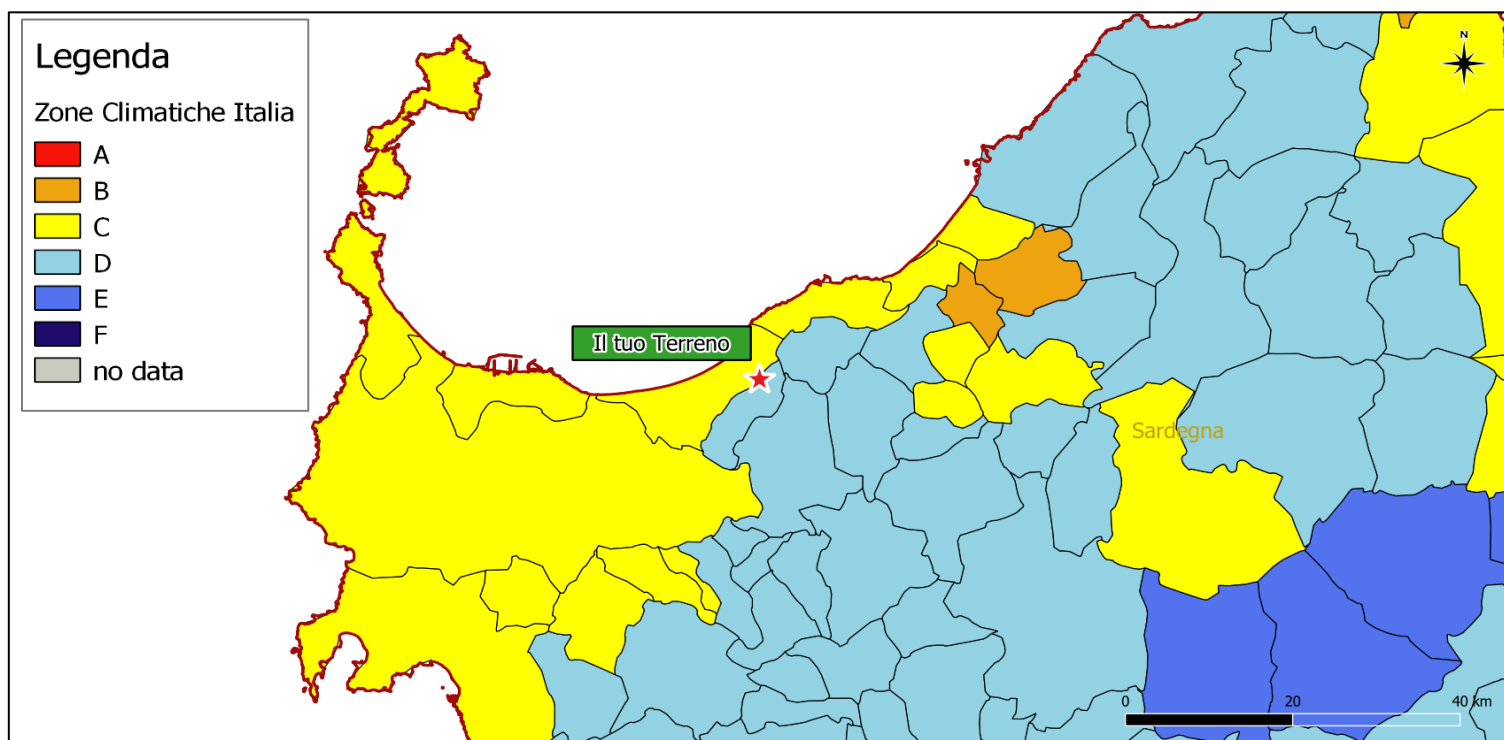 Legenda
Zone Climatiche Italia
A
B
C
D
E
F
no data
N
Il tuo Terreno
Sardegna
0 20 40 km